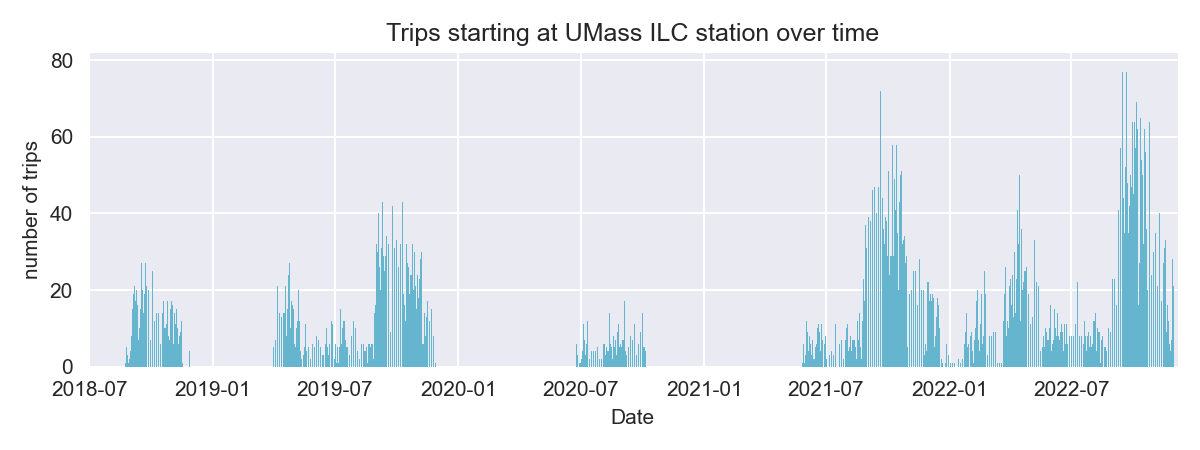 Trips starting at UMass ILC station over time
number of trips
80
60
40
20
0
2018-07 2019-01 2019-07 2020-01 2020-07 2021-01 2021-07 2022-01 2022-07
Date